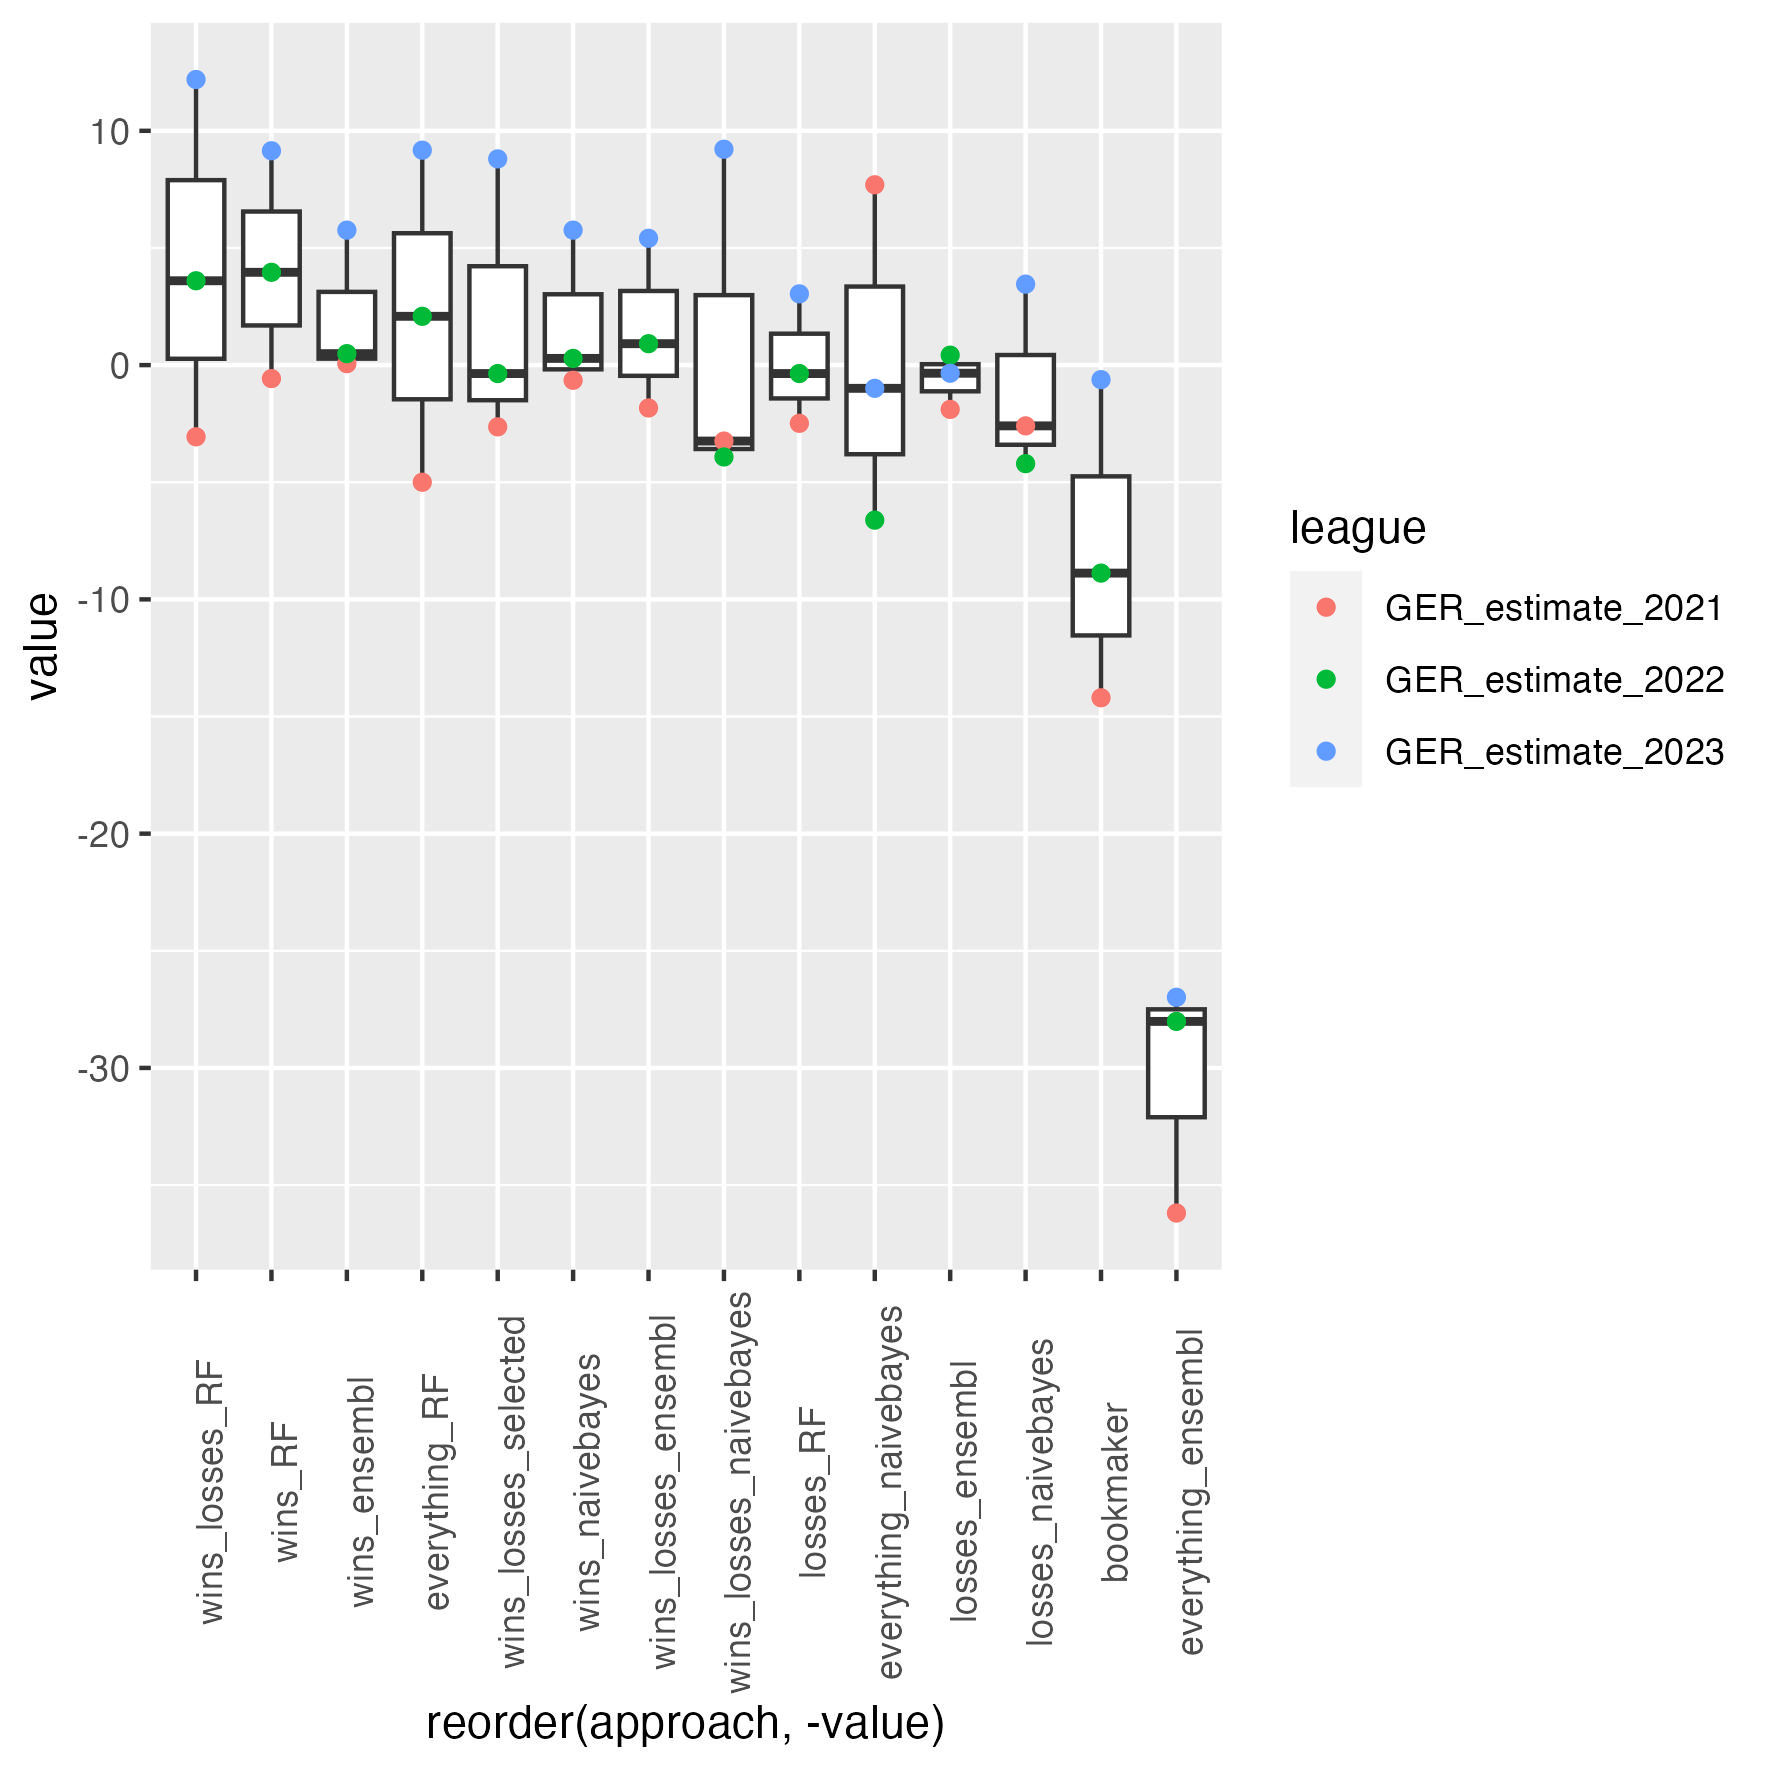 10
0
-10
-20
-30
value
wins_losses_RF
wins_RF
wins_ensembl
everything_RF
wins_losses_selected
wins_naivebayes
wins_losses_ensembl
wins_losses_naivebayes
losses_RF
everything_naivebayes
losses_ensembl
losses_naivebayes
bookmaker
everything_ensembl
reorder(approach, -value)
league
GER_estimate_2021
GER_estimate_2022
GER_estimate_2023